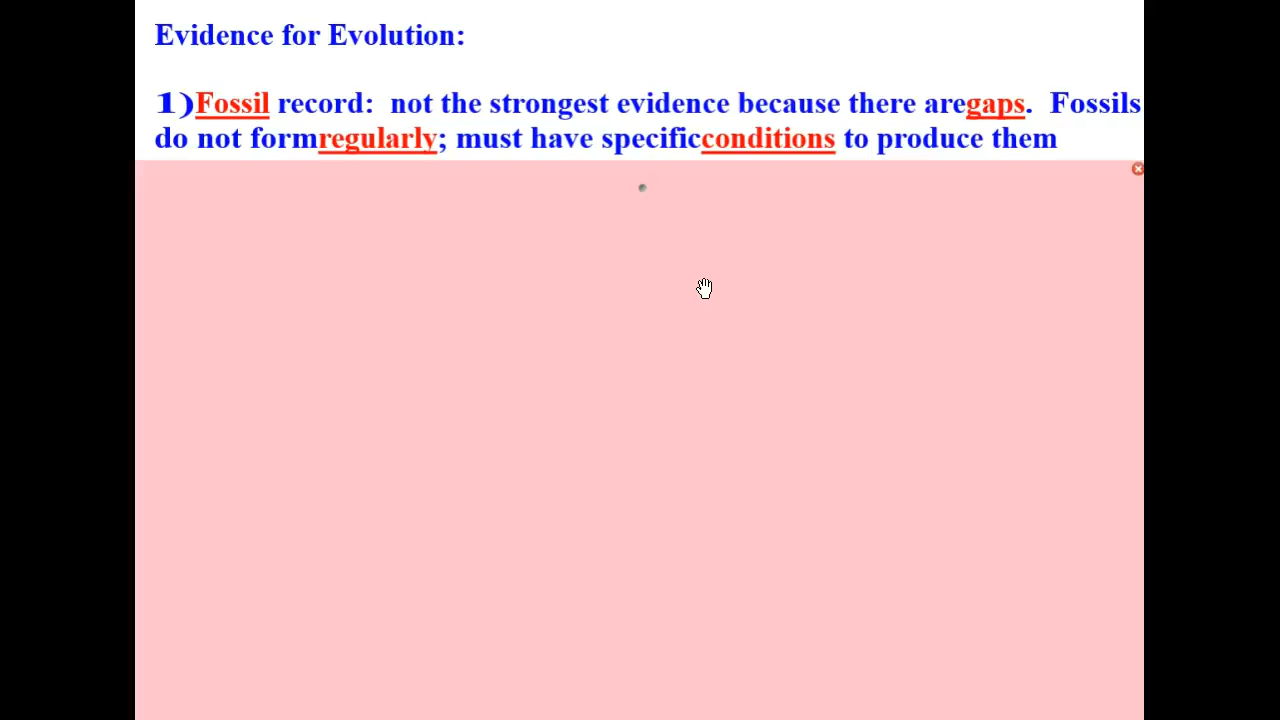 Evidence for Evolution:
1)Fossil record: not the strongest evidence because there aregaps. Fossils
do not formregularly; must have specificconditions to produce them